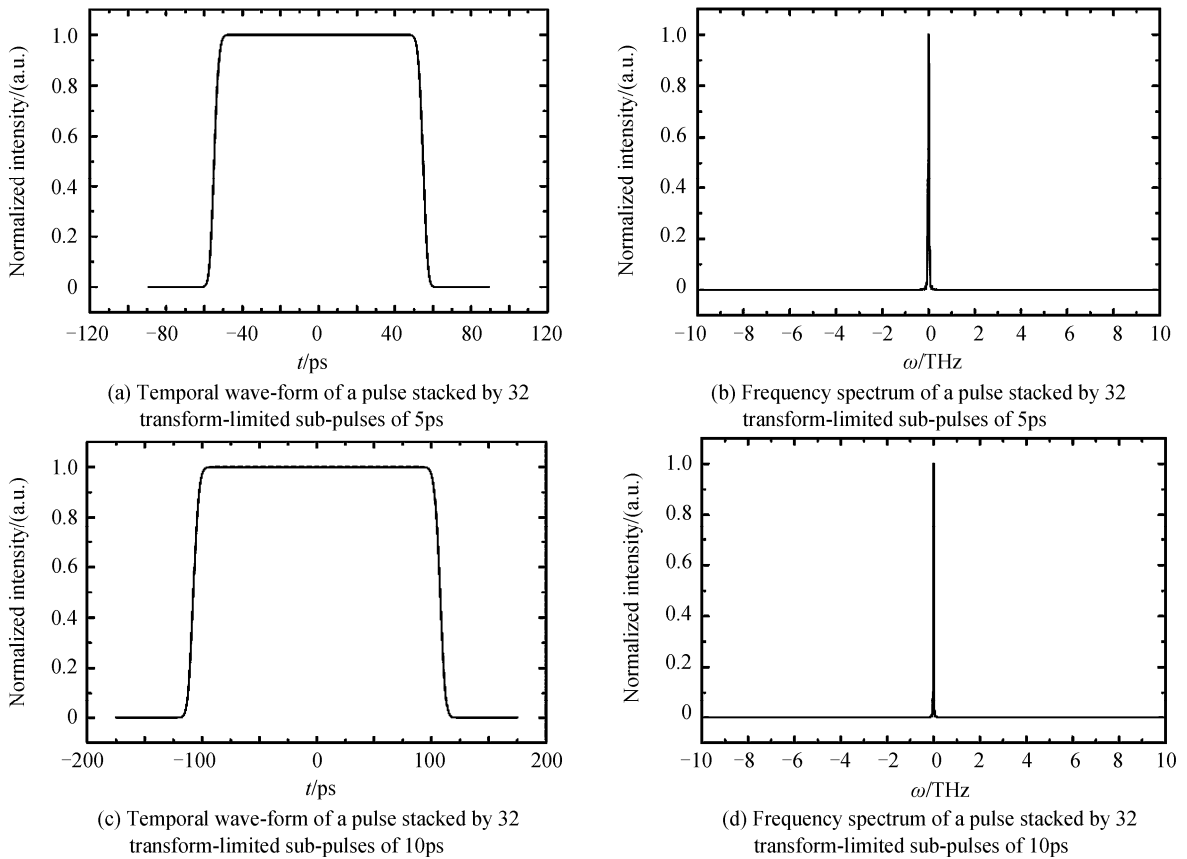 Normalized intensity/(a.u.)
1.0
0.8
0.6
0.4
0.2
0
−120 −80 −40 0 40 80 120
t/ps
(a) Temporal wave-form of a pulse stacked by 32
transform-limited sub-pulses of 5ps
Normalized intensity/(a.u.)
1.0
0.8
0.6
0.4
0.2
0
−10 −8 −6 −4 −2 0 2 4 6 8 10
ω/THz
(b) Frequency spectrum of a pulse stacked by 32
transform-limited sub-pulses of 5ps
Normalized intensity/(a.u.)
1.0
0.8
0.6
0.4
0.2
0
−200 −100 0 100 200
t/ps
(c) Temporal wave-form of a pulse stacked by 32
transform-limited sub-pulses of 10ps
Normalized intensity/(a.u.)
1.0
0.8
0.6
0.4
0.2
0
−10 −8 −6 −4 −2 0 2 4 6 8 10
ω/THz
(d) Frequency spectrum of a pulse stacked by 32
transform-limited sub-pulses of 10ps